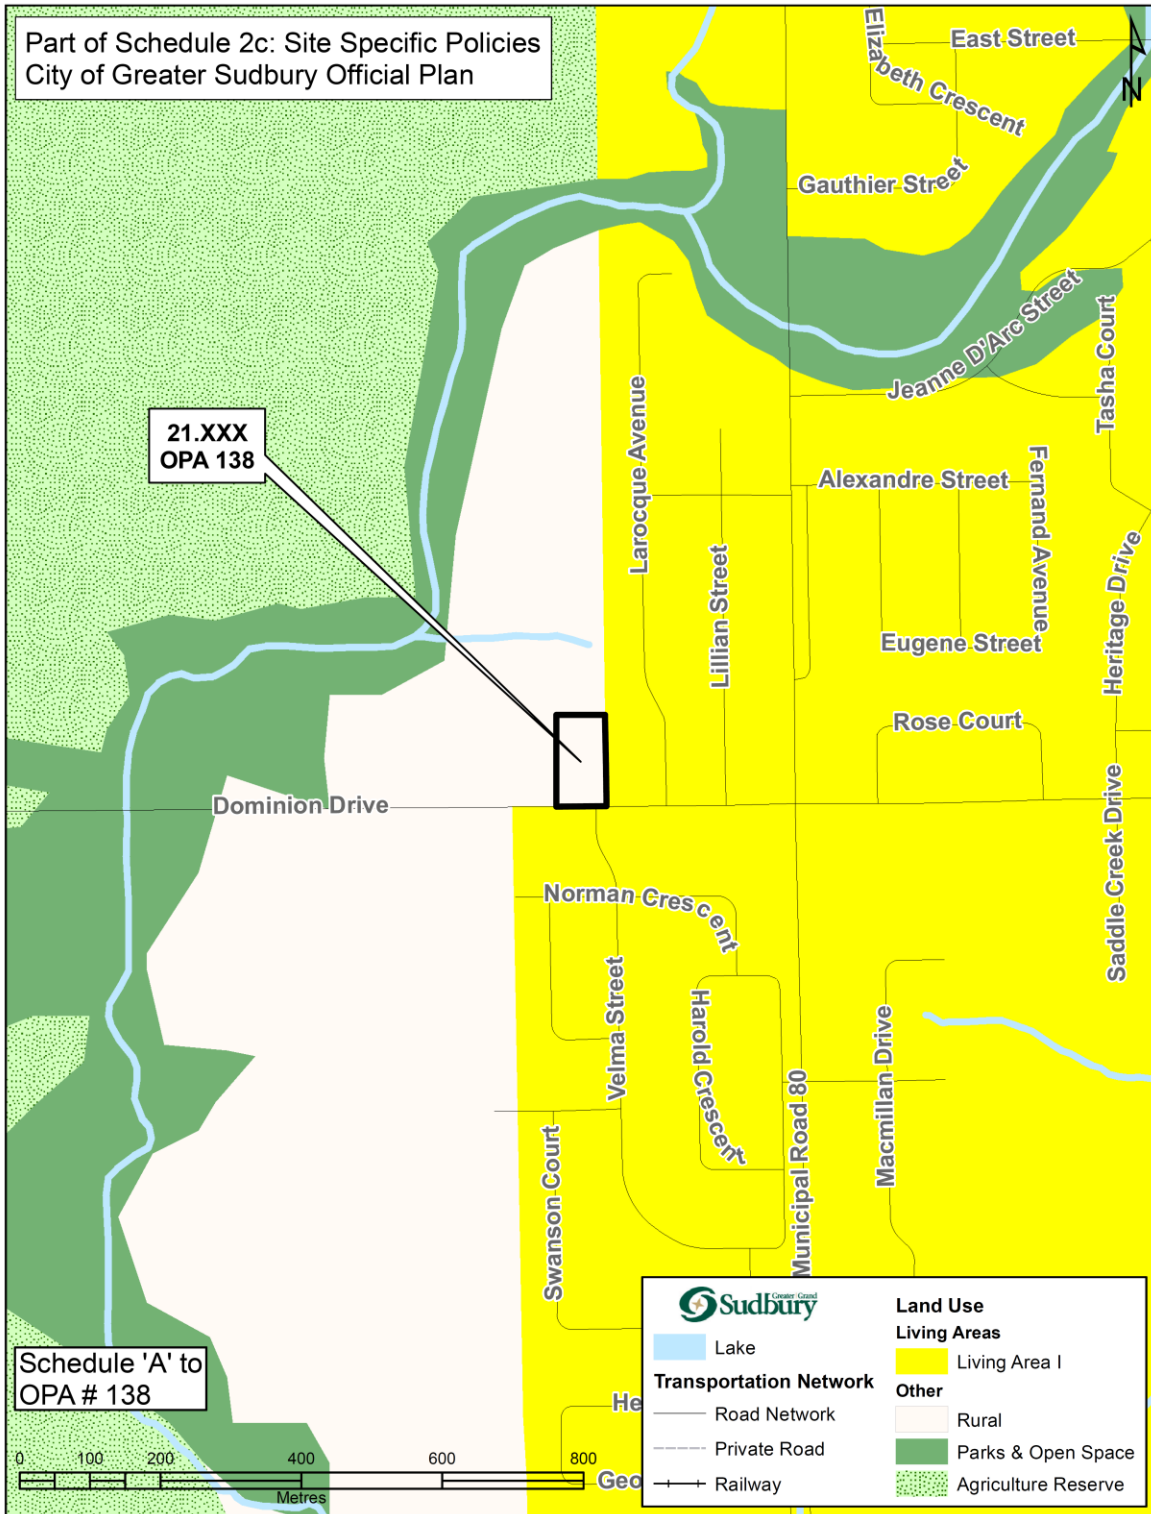 Part of Schedule 2c: Site Specific Policies
City of Greater Sudbury Official Plan
Elizabeth Crescent
East Street
N
Gauthier Street
Jeanne D'Arc Street
Tasha Court
21.XXX
OPA 138
Larocque Avenue
Alexandre Street
Fernand Avenue
Lillian Street
Eugene Street
Heritage Drive
Rose Court
Dominion Drive
Saddle Creek Drive
Norman Crescent
Velma Street
Harold Crescent
Municipal Road 80
Macmillan Drive
Swanson Court
Schedule 'A' to
OPA # 138
He
Geo
0 100 200 400 600 800
Metres
Greater | Grand
Sudbury
Lake
Transportation Network
Road Network
Private Road
Railway
Land Use
Living Areas
Living Area I
Other
Rural
Parks & Open Space
Agriculture Reserve